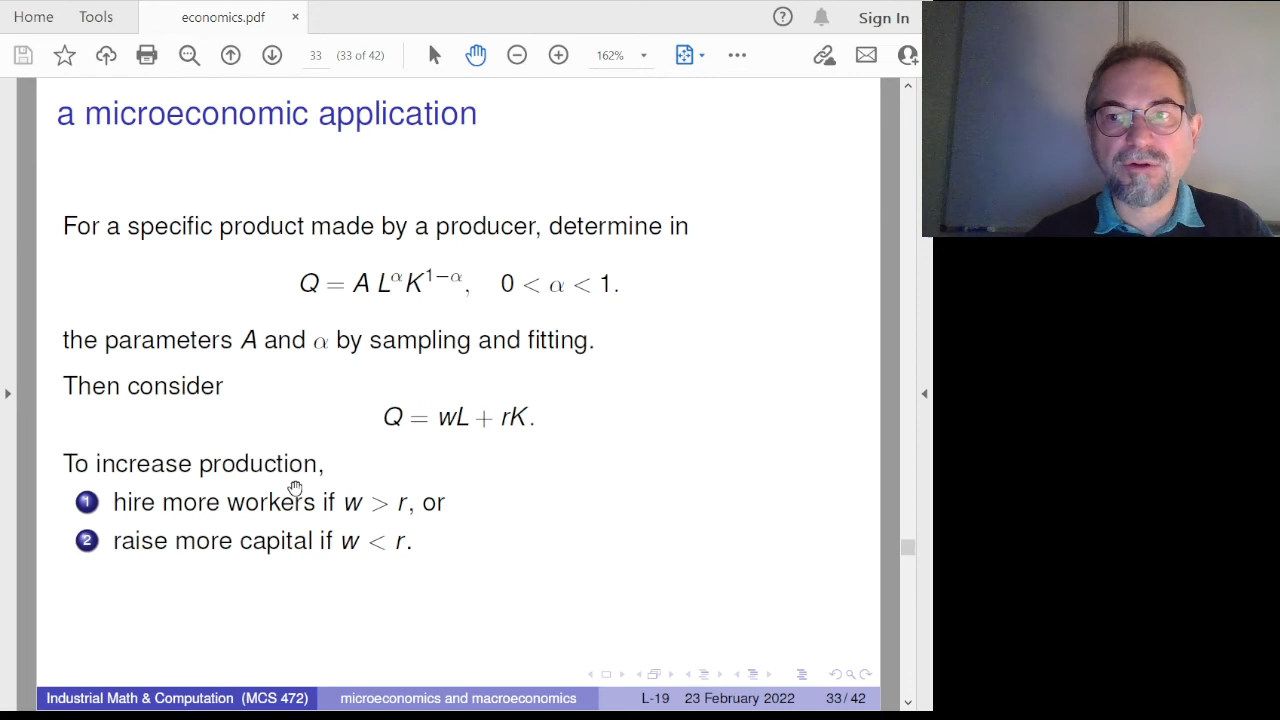 Home Tools economics.pdf × Sign In
33 (33 of 42) 162%
a microeconomic application
For a specific product made by a producer, determine in
Q = A L^α K^{1−α}, 0 < α < 1.
the parameters A and α by sampling and fitting.
Then consider
Q = wL + rK.
To increase production,
1 hire more workers if w > r, or
2 raise more capital if w < r.
Industrial Math & Computation (MCS 472) microeconomics and macroeconomics L-19 23 February 2022 33 / 42